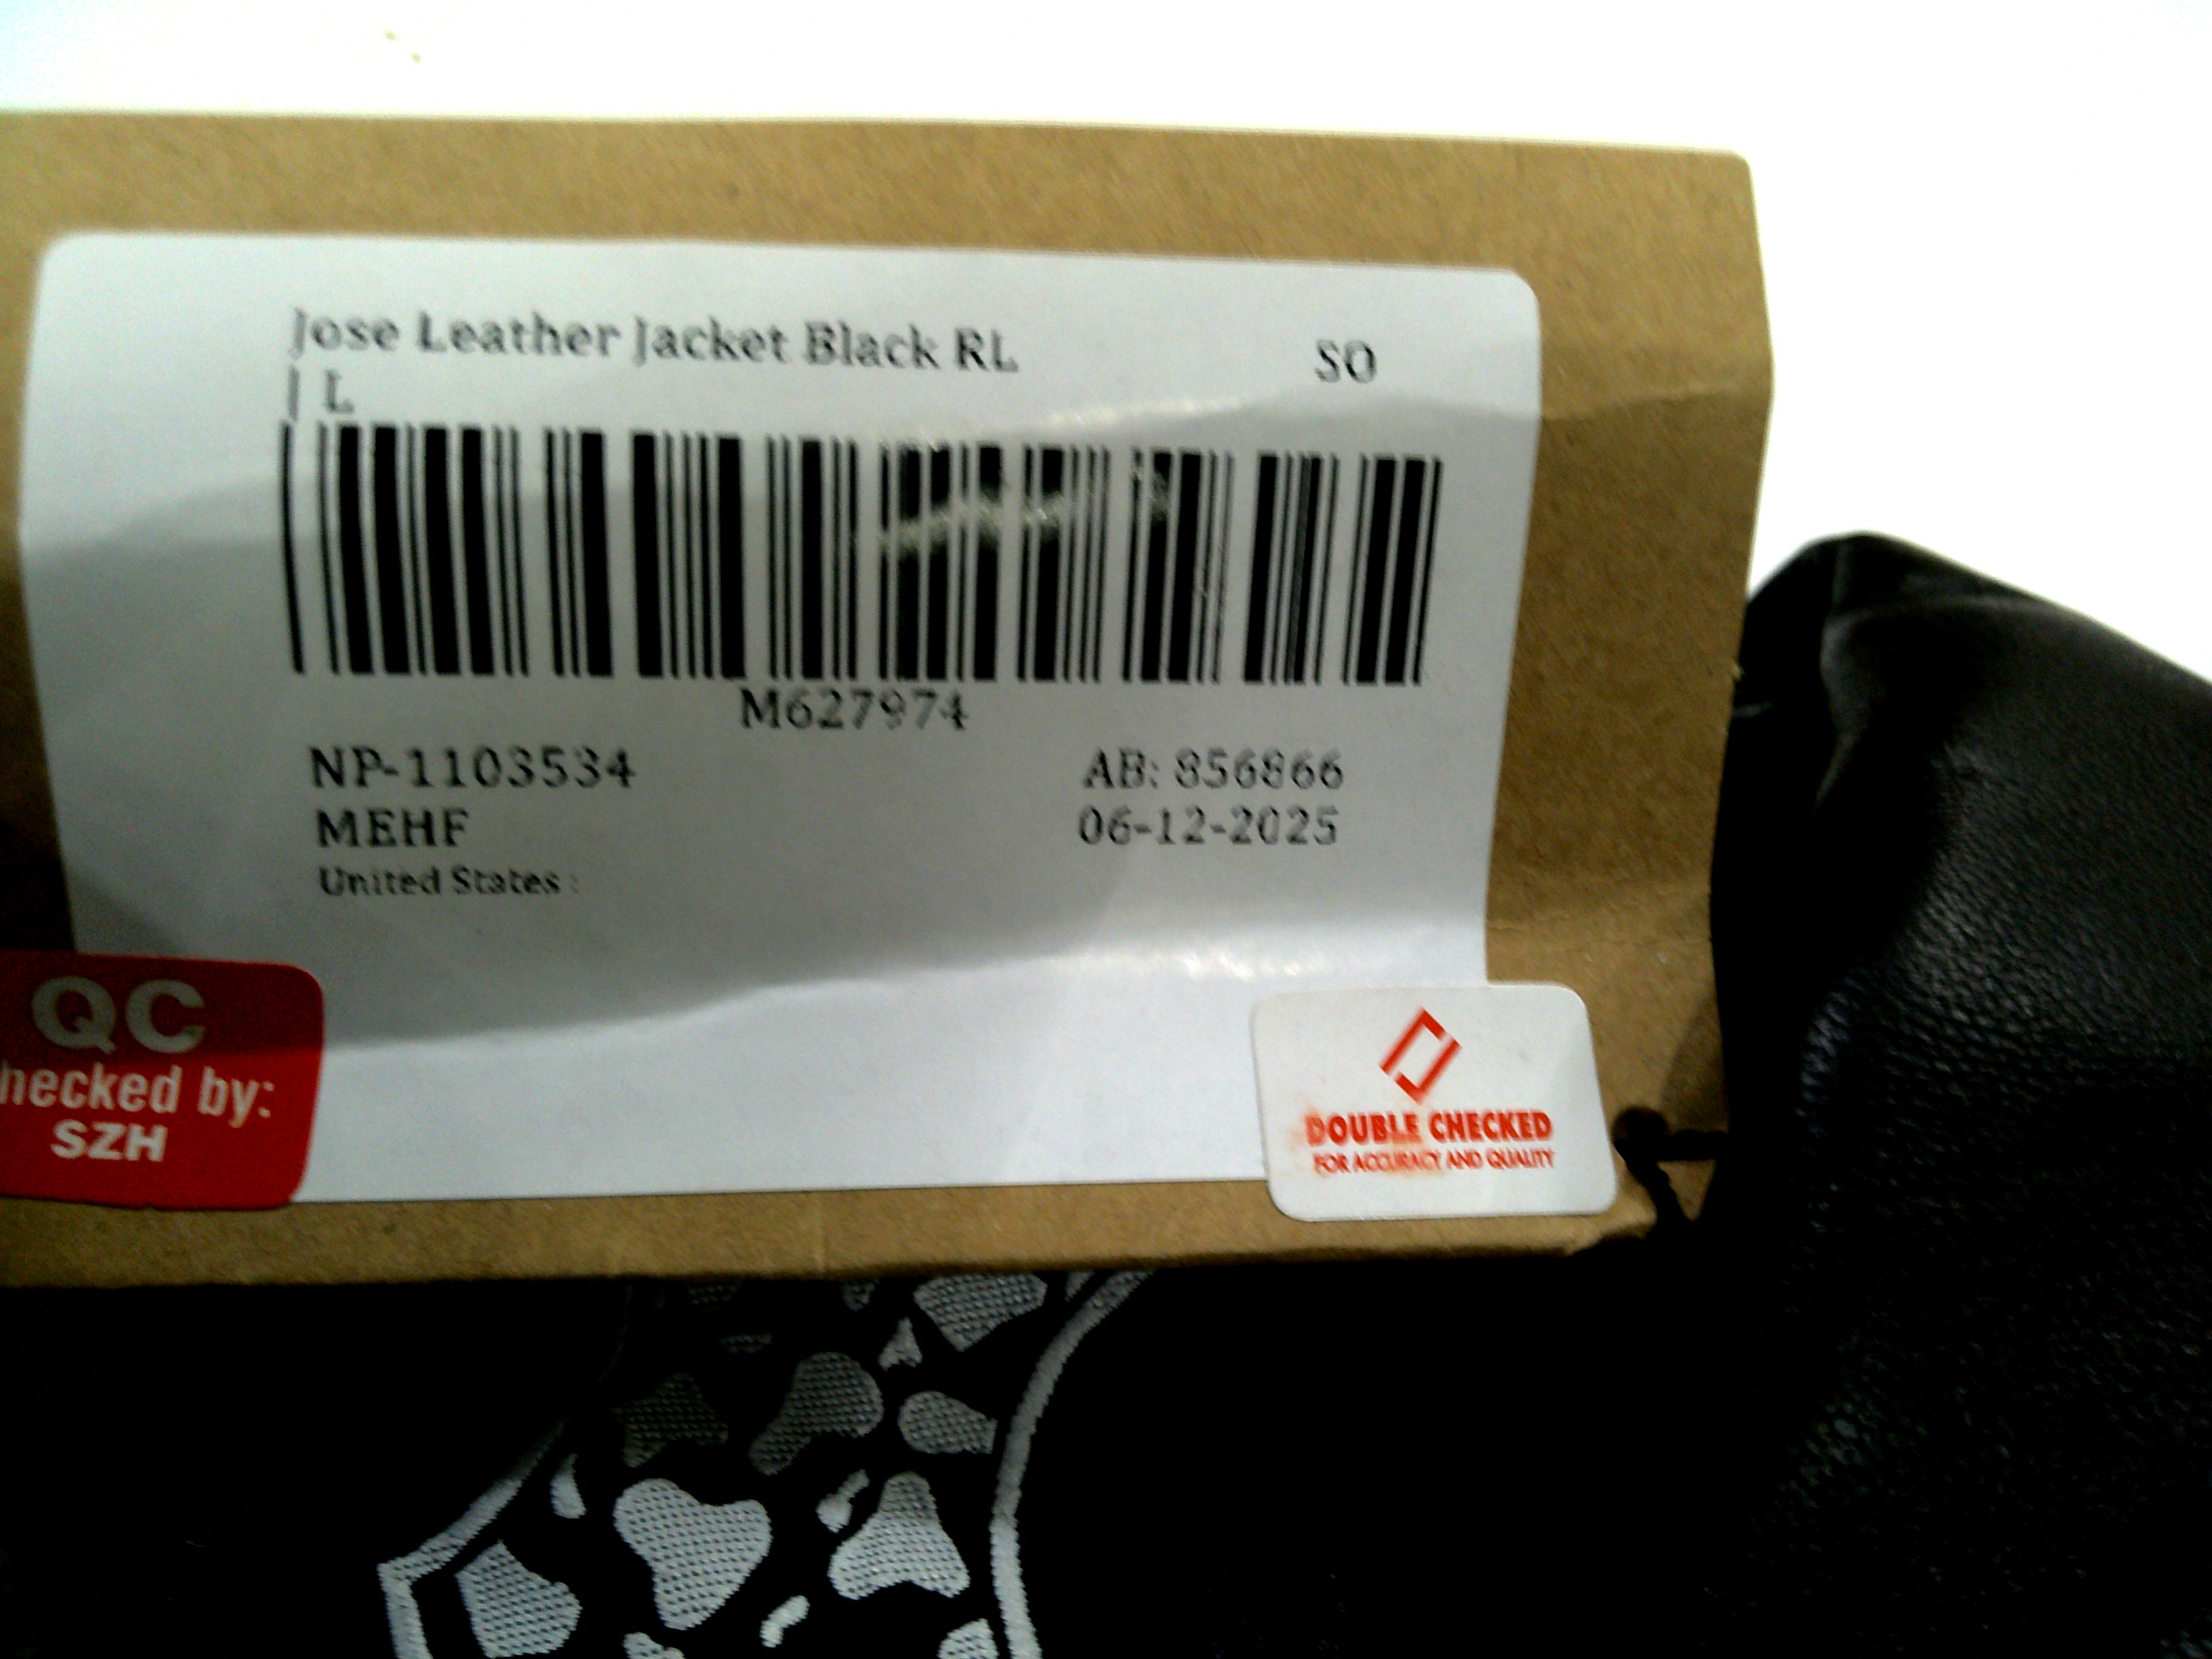 Jose Leather Jacket Black RL
SO
| L
M627974
NP-1103534
AB: 856866
MEHF
06-12-2025
United States :
QC
hecked by:
SZH
DOUBLE CHECKED
FOR ACCURACY AND QUALITY